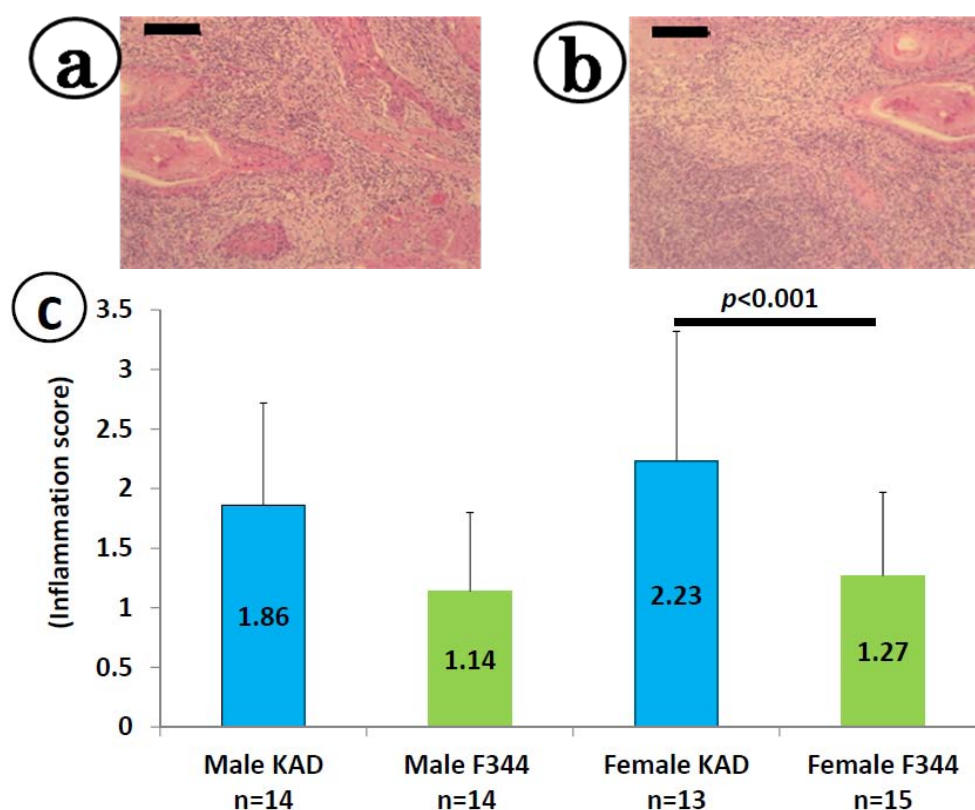 a
b
c
p<0.001
(Inflammation score)
3.5
3
2.5
2
1.5
1
0.5
0
1.86
1.14
2.23
1.27
Male KAD
n=14
Male F344
n=14
Female KAD
n=13
Female F344
n=15